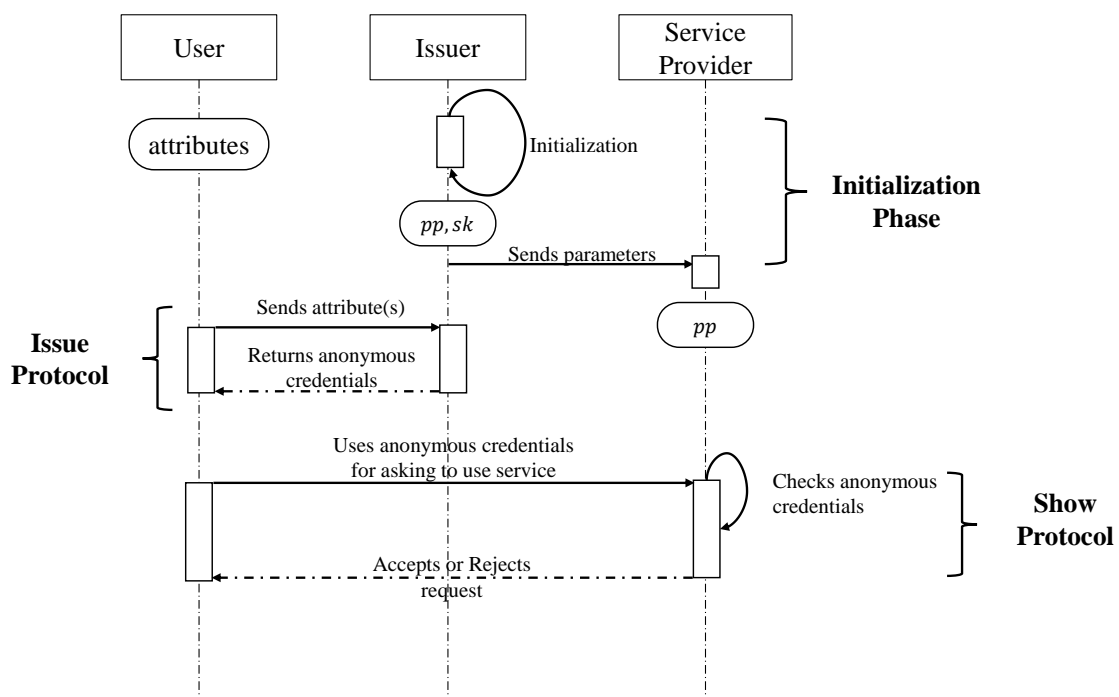 User
Issuer
Service
Provider
attributes
Initialization
Initialization
Phase
pp, sk
Sends parameters
pp
Sends attribute(s)
Issue
Protocol
Returns anonymous
credentials
Uses anonymous credentials
for asking to use service
Checks anonymous
credentials
Show
Protocol
Accepts or Rejects
request